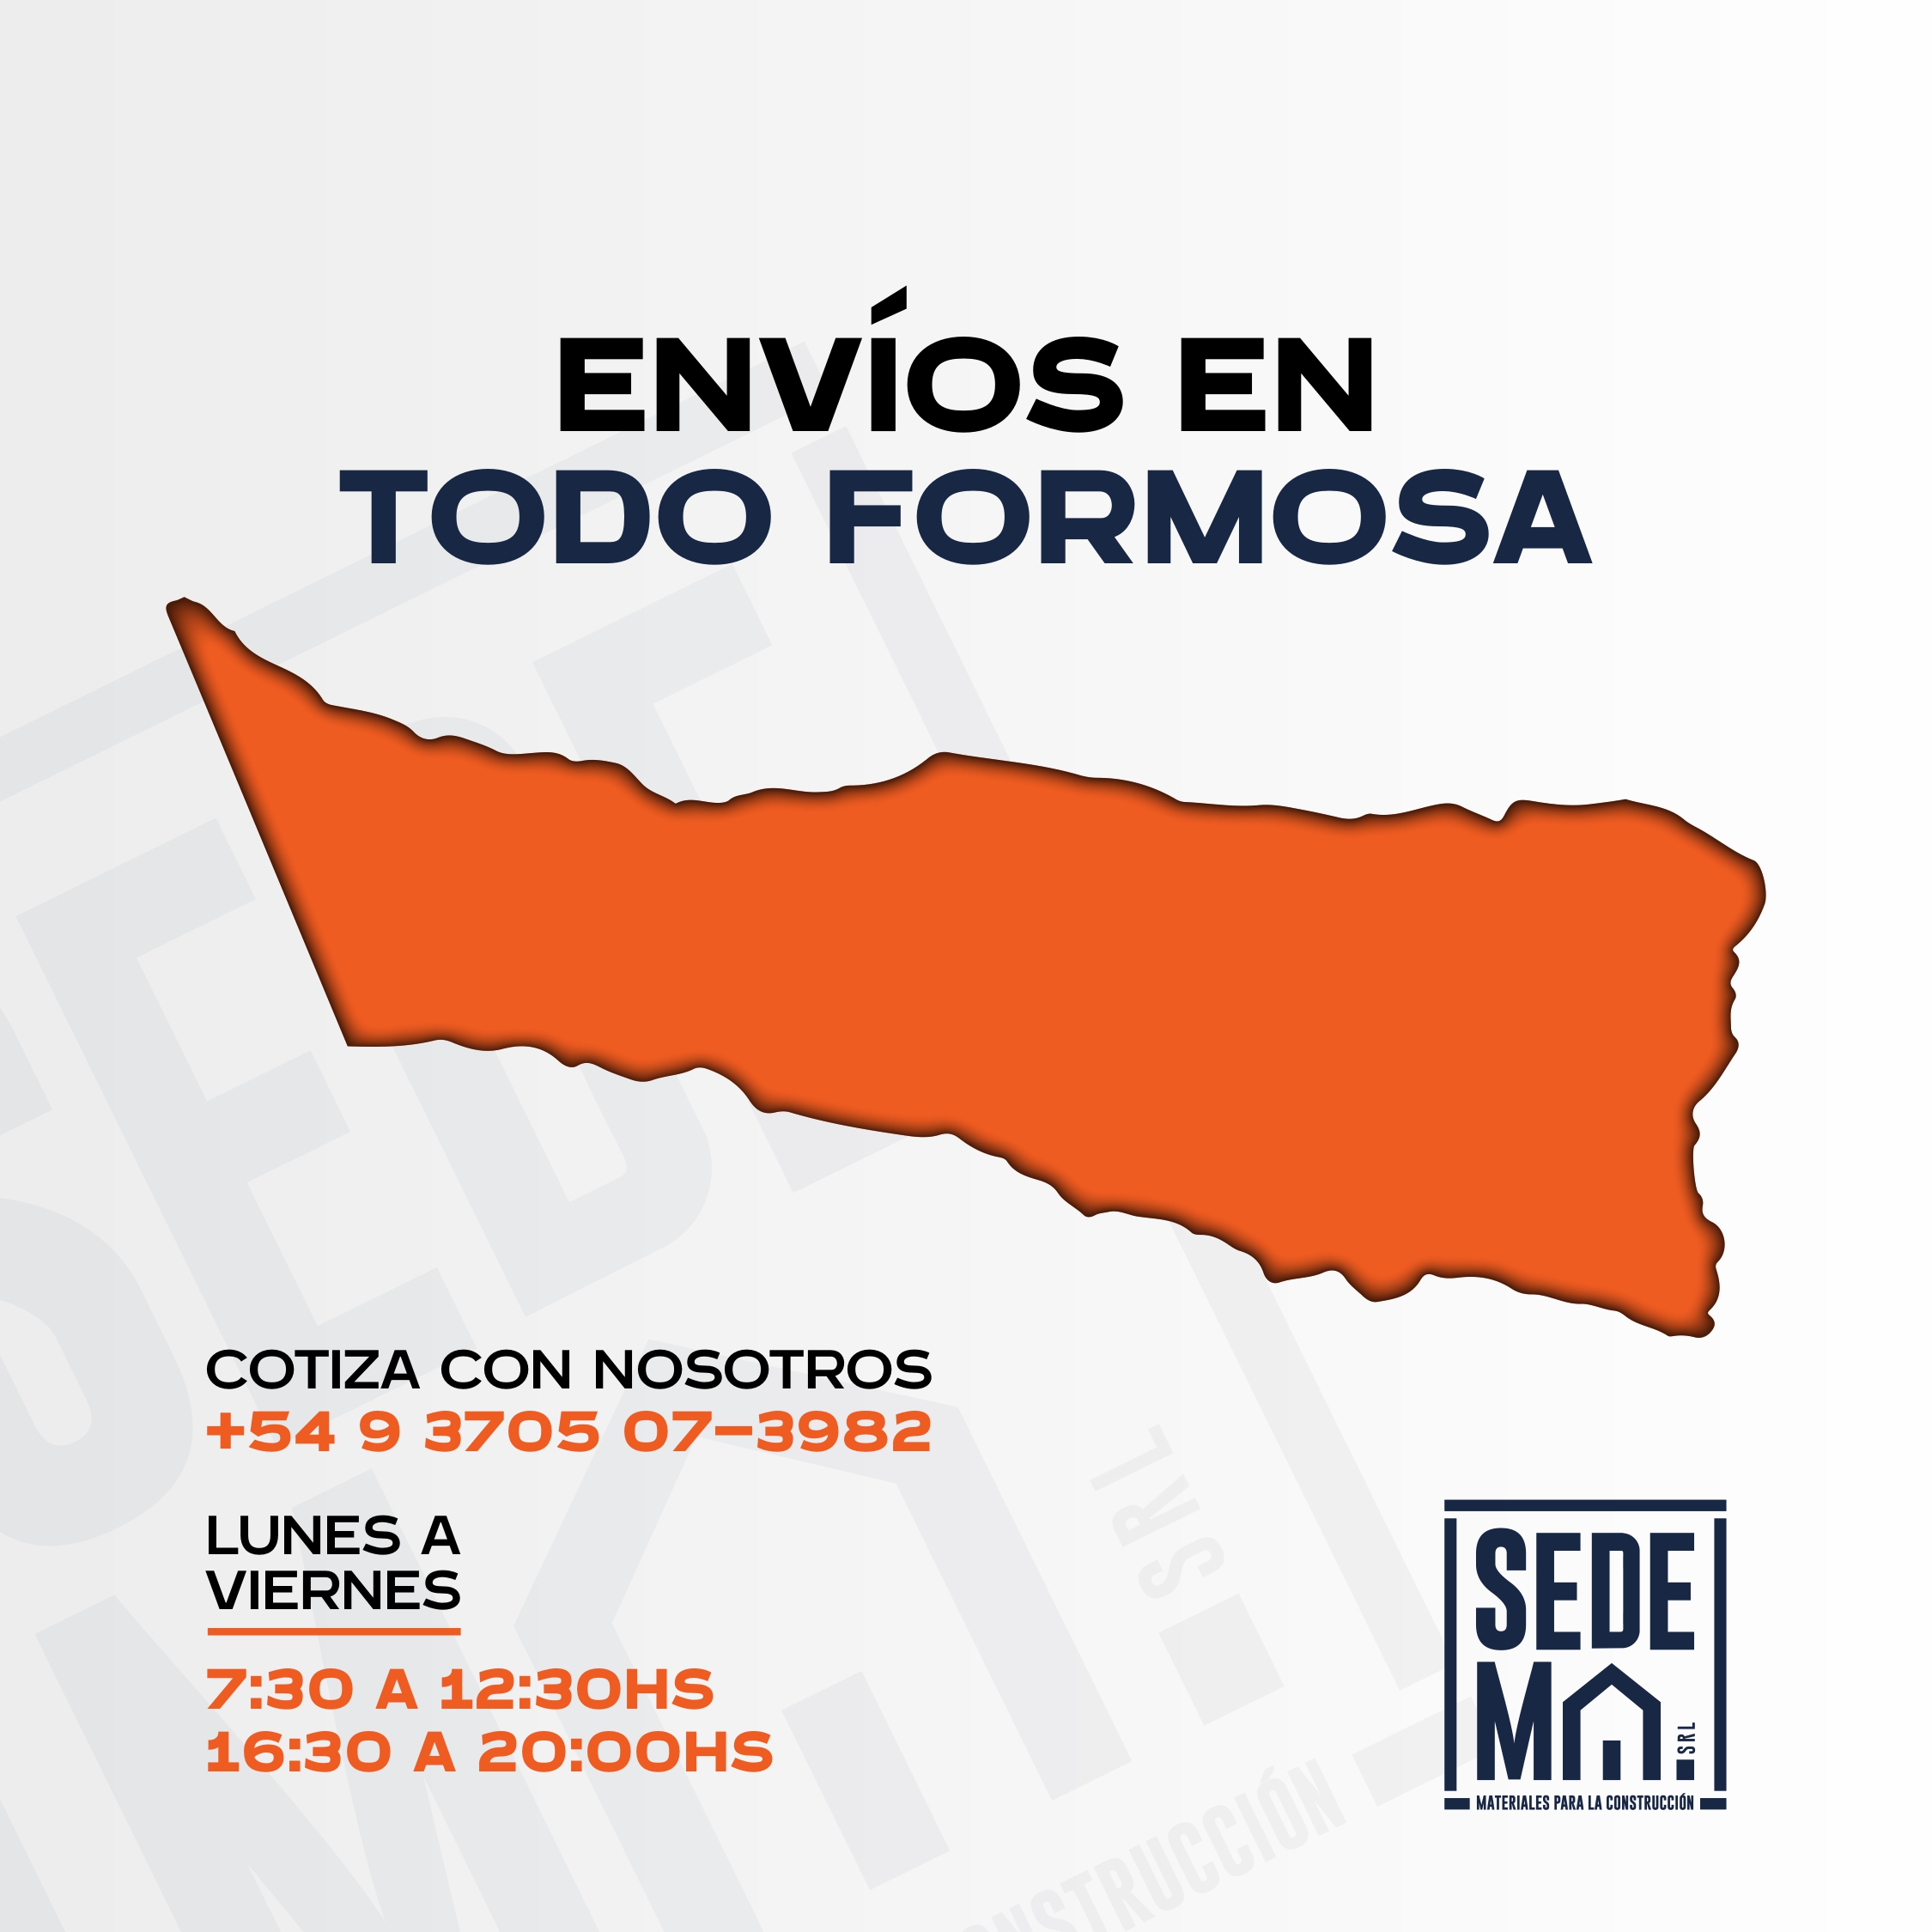 ENVÍOS EN
TODO FORMOSA
COTIZA CON NOSOTROS
+54 9 3705 07-3982
LUNES A
VIERNES
7:30 A 12:30HS
16:30 A 20:00HS
SEDE
MA.
SRL
MATERIALES PARA LA CONSTRUCCIÓN